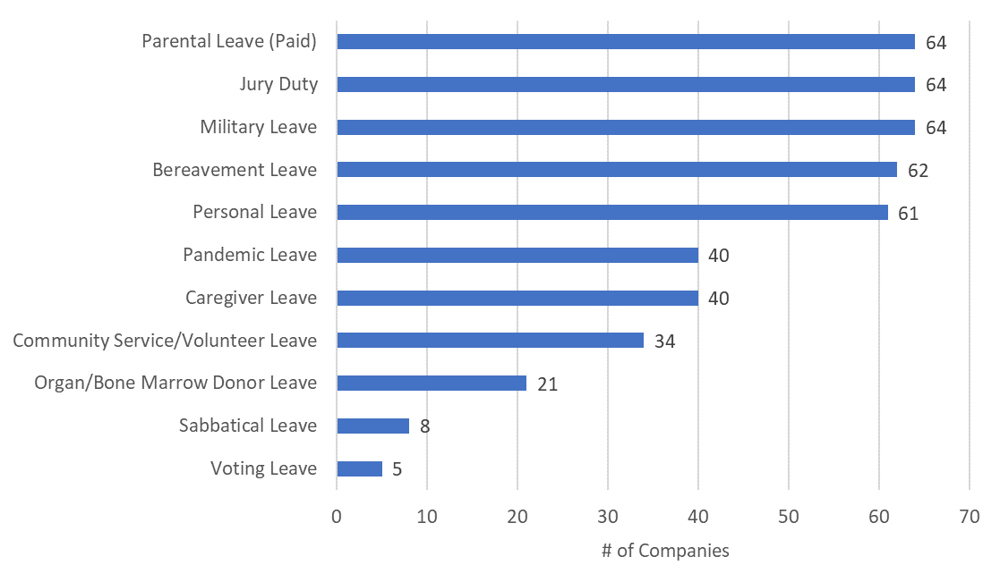 Parental Leave (Paid) 64
Jury Duty 64
Military Leave 64
Bereavement Leave 62
Personal Leave 61
Pandemic Leave 40
Caregiver Leave 40
Community Service/Volunteer Leave 34
Organ/Bone Marrow Donor Leave 21
Sabbatical Leave 8
Voting Leave 5
0 10 20 30 40 50 60 70
# of Companies